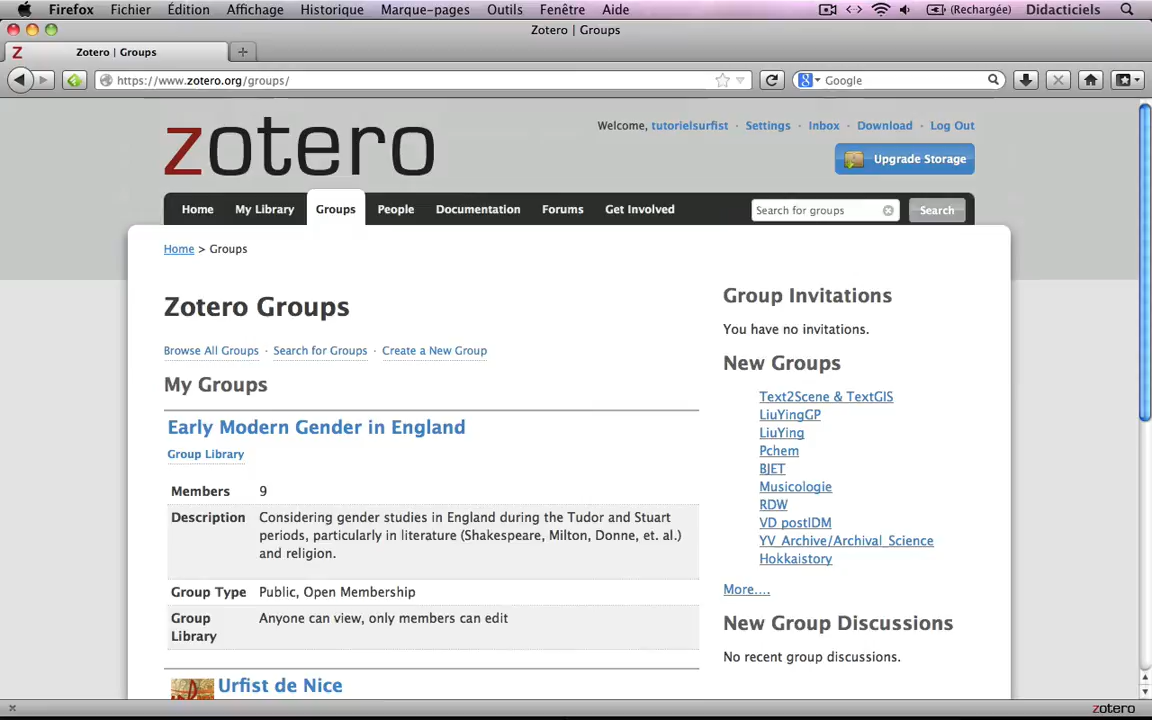 Firefox Fichier Édition Affichage Historique Marque-pages Outils Fenêtre Aide (Rechargée) Didacticiels
Zotero | Groups
Zotero | Groups
https://www.zotero.org/groups/ Google
zotero
Welcome, tutorielsurfist · Settings · Inbox · Download · Log Out
Upgrade Storage
Home My Library Groups People Documentation Forums Get Involved Search for groups Search
Home > Groups
Zotero Groups
Browse All Groups · Search for Groups · Create a New Group
My Groups
Early Modern Gender in England
Group Library
Members 9
Description Considering gender studies in England during the Tudor and Stuart
periods, particularly in literature (Shakespeare, Milton, Donne, et. al.)
and religion.
Group Type Public, Open Membership
Group Anyone can view, only members can edit
Library
Urfist de Nice
Group Invitations
You have no invitations.
New Groups
Text2Scene & TextGIS
LiuYingGP
LiuYing
Pchem
BJET
Musicologie
RDW
VD postIDM
YV_Archive/Archival_Science
Hokkaistory
More....
New Group Discussions
No recent group discussions.
zotero